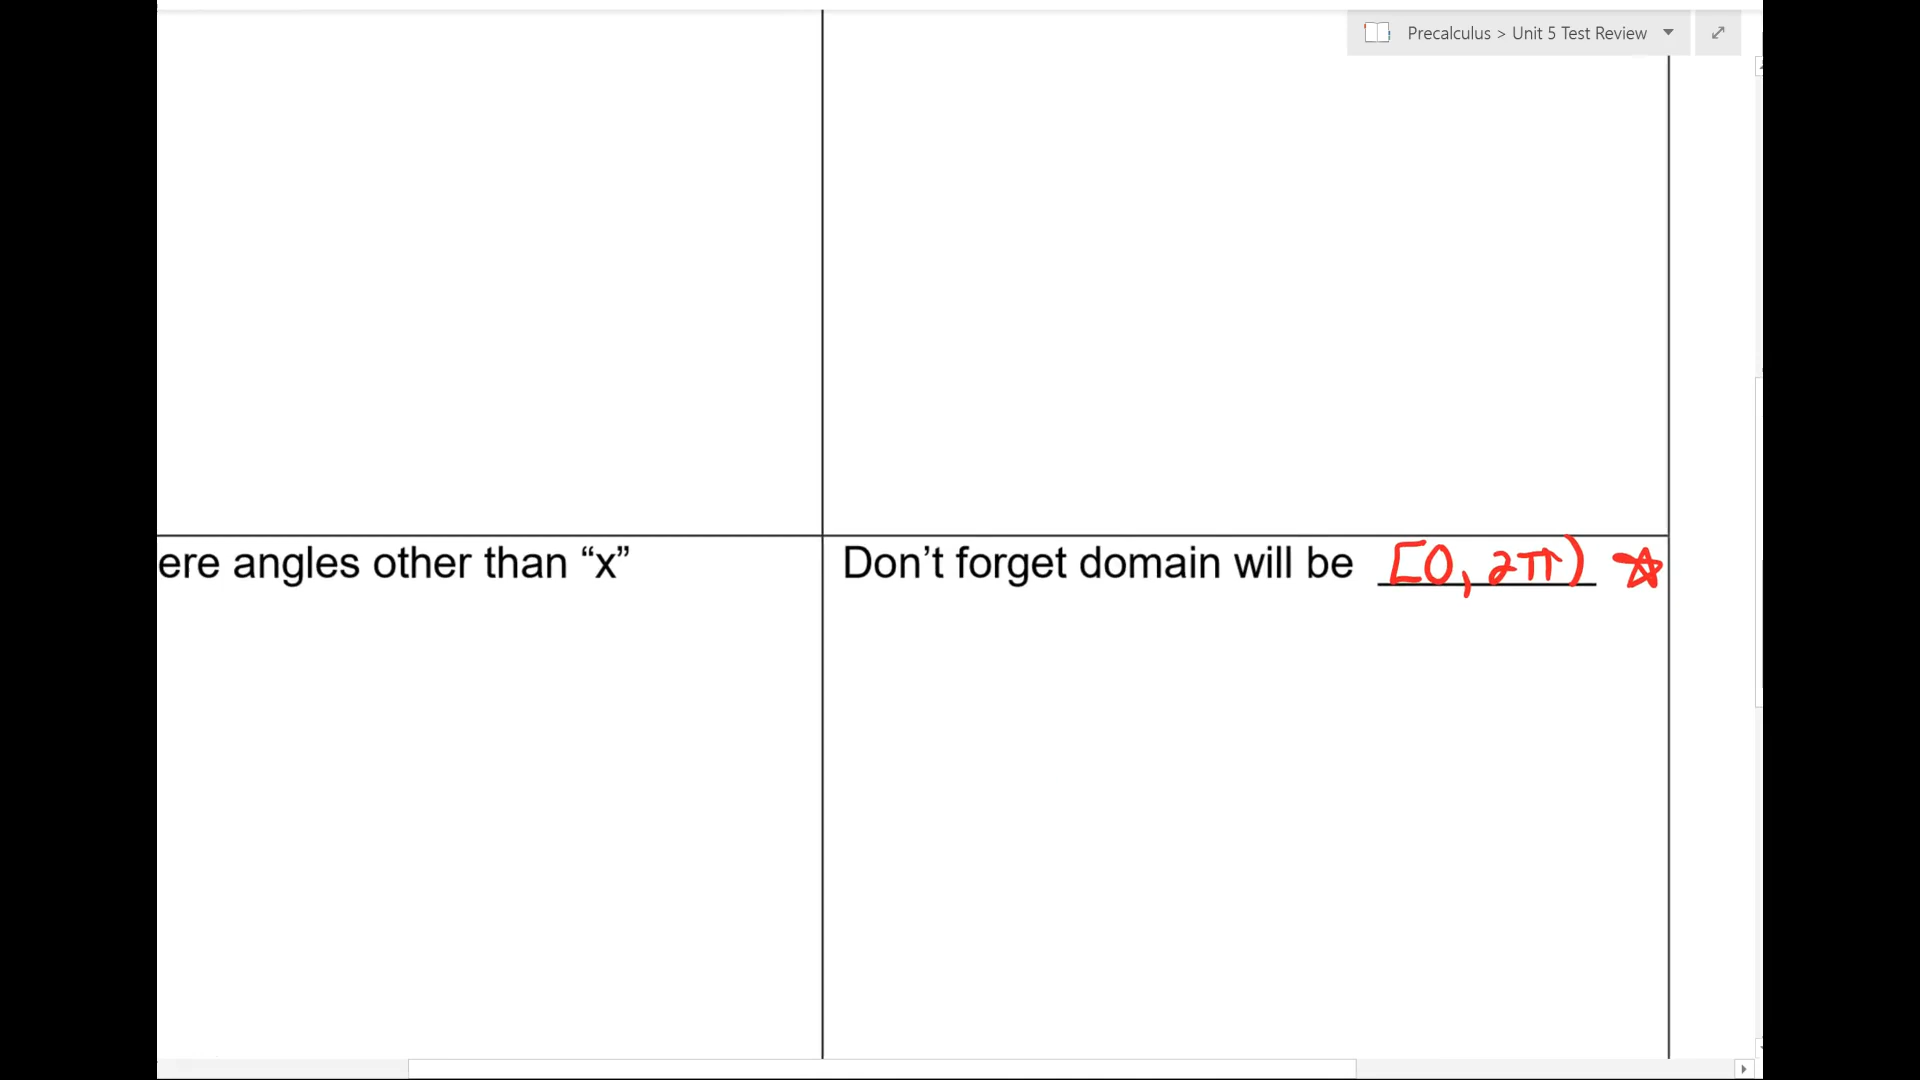 Precalculus > Unit 5 Test Review
ere angles other than “x”
Don’t forget domain will be [0, 2π) ☆